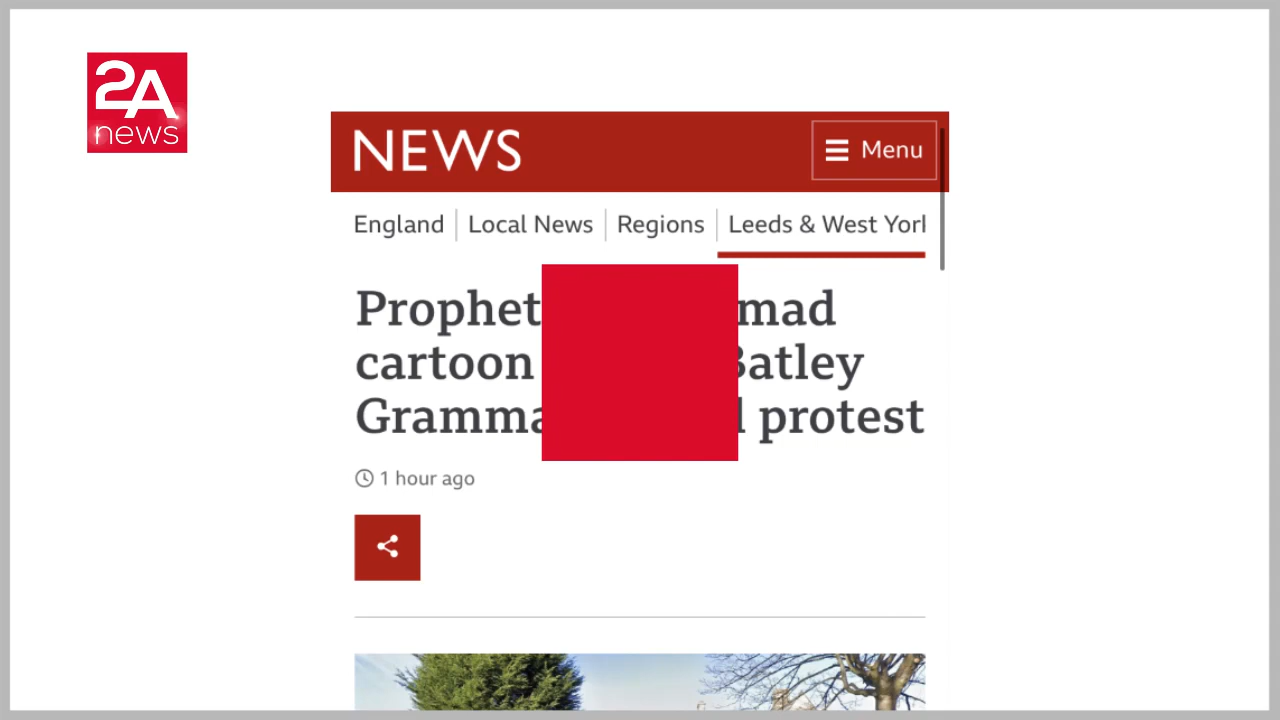 2A
news
NEWS
Menu
England
Local News
Regions
Leeds & West Yorl
Prophet mad
cartoon Batley
Gramma protest
1 hour ago